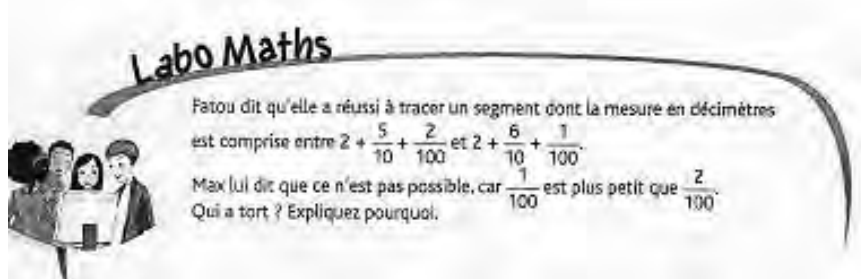 Labo Maths
Fatou dit qu'elle a réussi à tracer un segment dont la mesure en décimètres
est comprise entre 2 + 5/10 + 2/100 et 2 + 6/10 + 1/100.
Max lui dit que ce n'est pas possible, car 1/100 est plus petit que 2/100.
Qui a tort ? Expliquez pourquoi.